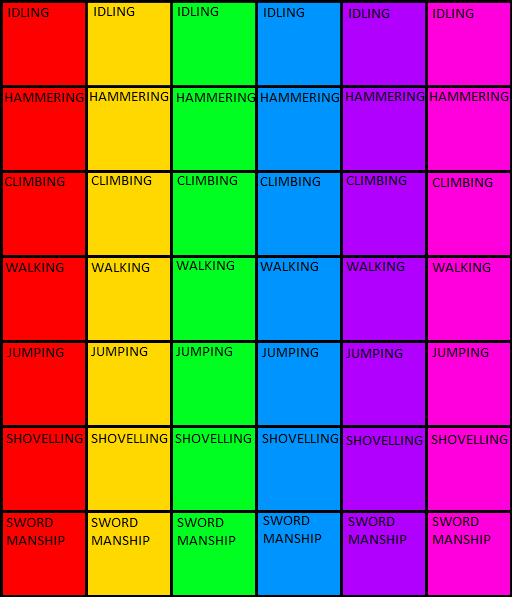 IDLING IDLING IDLING IDLING IDLING IDLING
HAMMERING HAMMERING HAMMERING HAMMERING HAMMERING HAMMERING
CLIMBING CLIMBING CLIMBING CLIMBING CLIMBING CLIMBING
WALKING WALKING WALKING WALKING WALKING WALKING
JUMPING JUMPING JUMPING JUMPING JUMPING JUMPING
SHOVELLING SHOVELLING SHOVELLING SHOVELLING SHOVELLING SHOVELLING
SWORD SWORD SWORD SWORD SWORD SWORD
MANSHIP MANSHIP MANSHIP MANSHIP MANSHIP MANSHIP